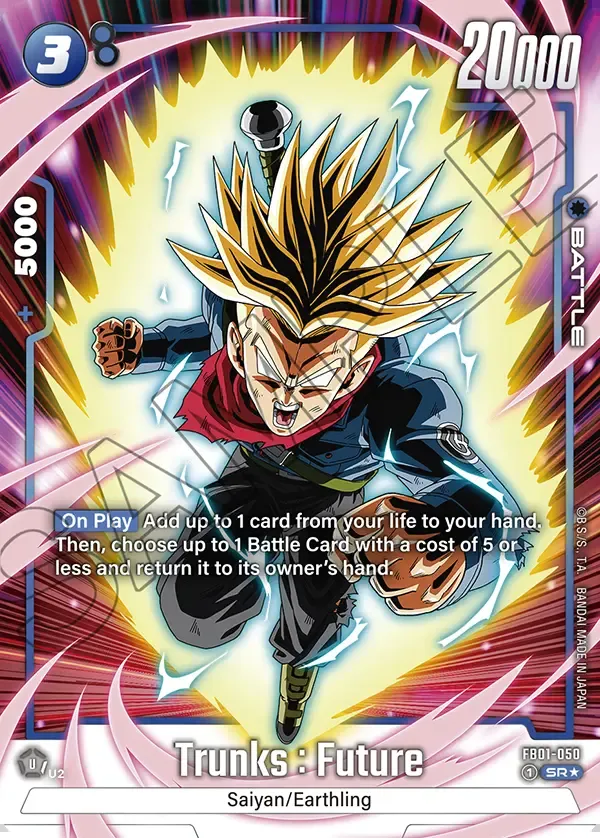 3
20000
+ 5000
BATTLE
SAMPLE
On Play Add up to 1 card from your life to your hand.
Then, choose up to 1 Battle Card with a cost of 5 or
less and return it to its owner's hand.
©B.S./S., T.A. BANDAI MADE IN JAPAN
U/U2
Trunks : Future
FB01-050
1 SR★
Saiyan/Earthling